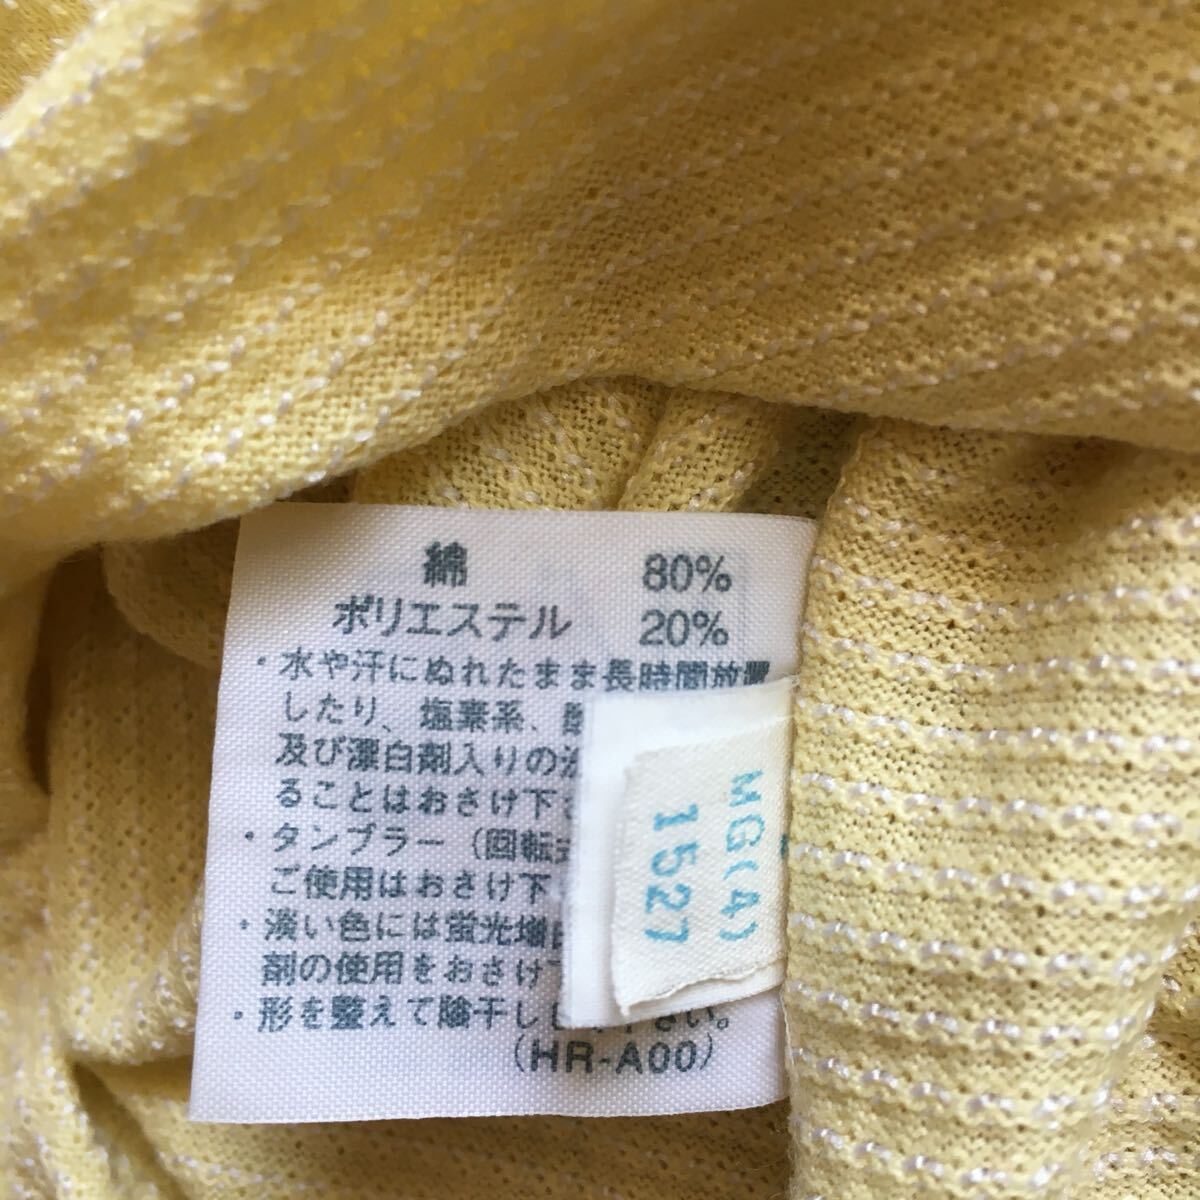 綿 80%
ポリエステル 20%
・水や汗にぬれたまま長時間放置
したり、塩素系、
及び漂白剤入りの
ることはおさけ下
・タンブラー（回転
ご使用はおさけ下
・淡い色には蛍光増
剤の使用をおさけ
・形を整えて陰干し
（HR-A00）
MG(4)
1527